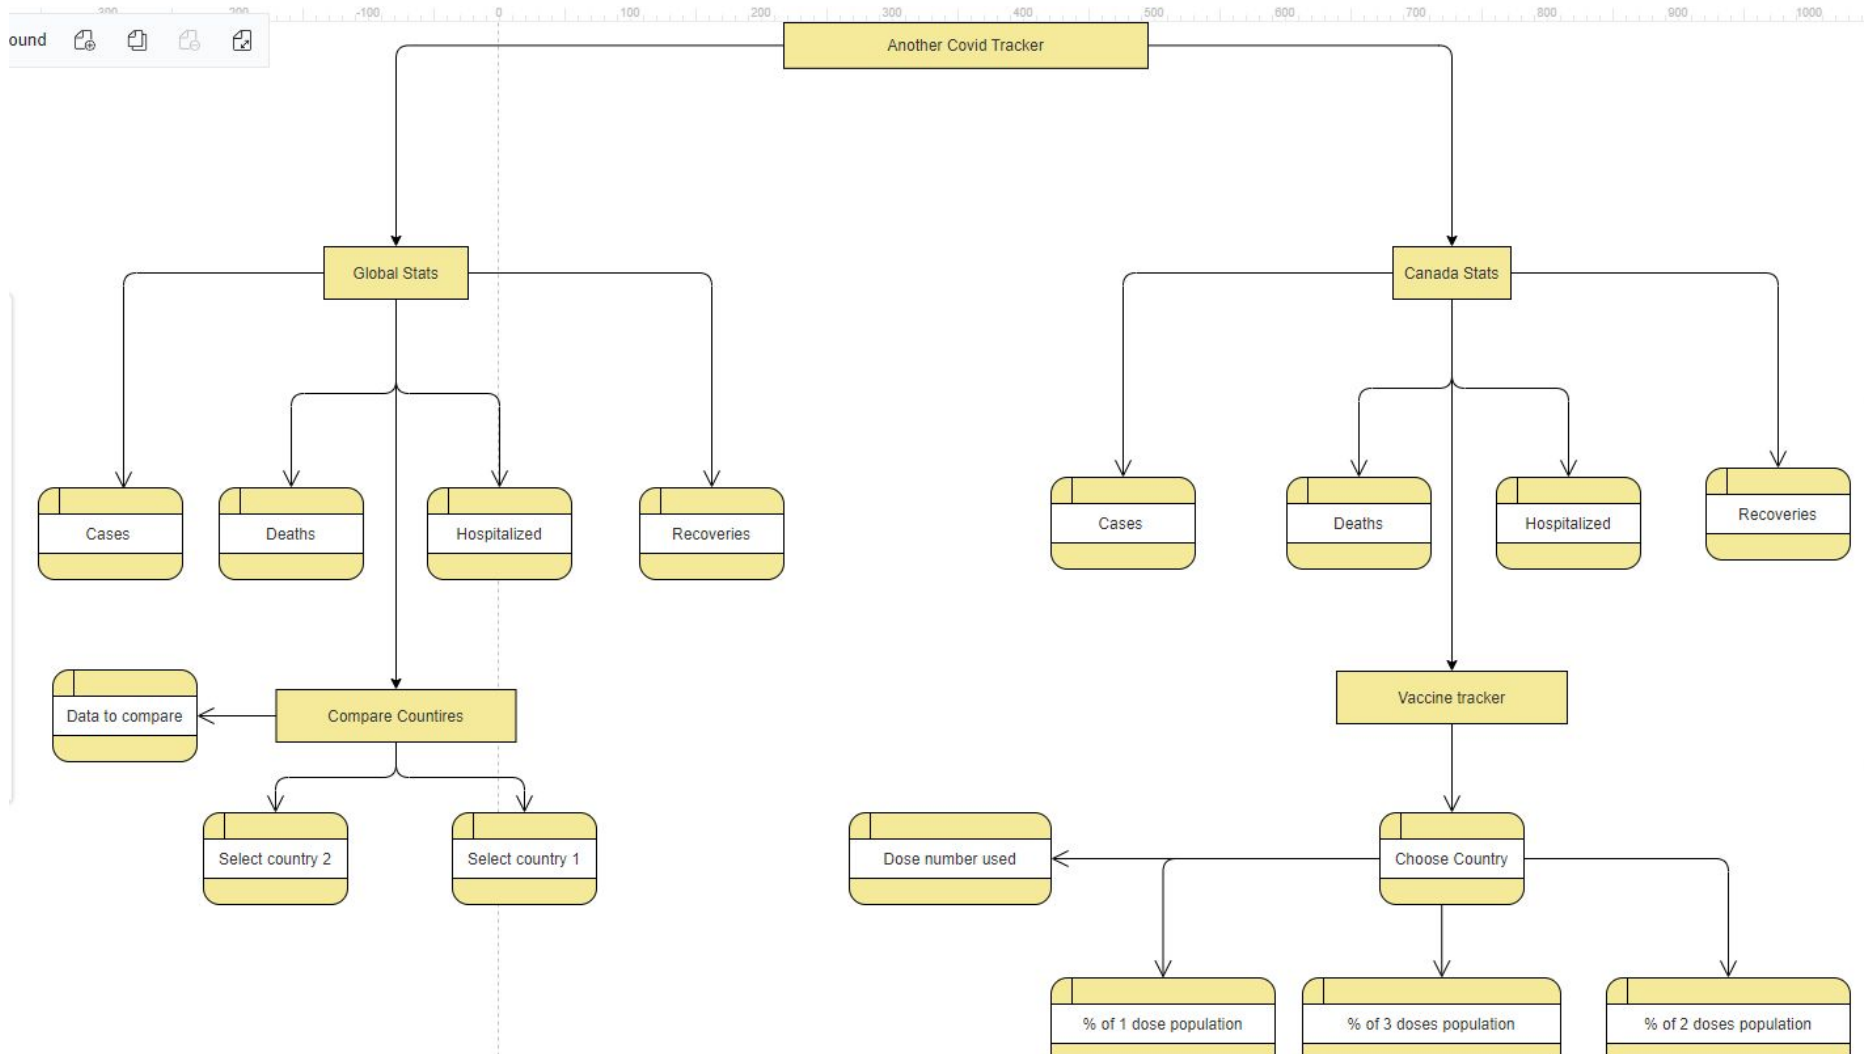 -100
0
100
200
300
400
500
600
700
800
900
1000
ound
Another Covid Tracker
Global Stats
Canada Stats
Cases
Deaths
Hospitalized
Recoveries
Cases
Deaths
Hospitalized
Recoveries
Data to compare
Compare Countires
Vaccine tracker
Select country 2
Select country 1
Dose number used
Choose Country
% of 1 dose population
% of 3 doses population
% of 2 doses population